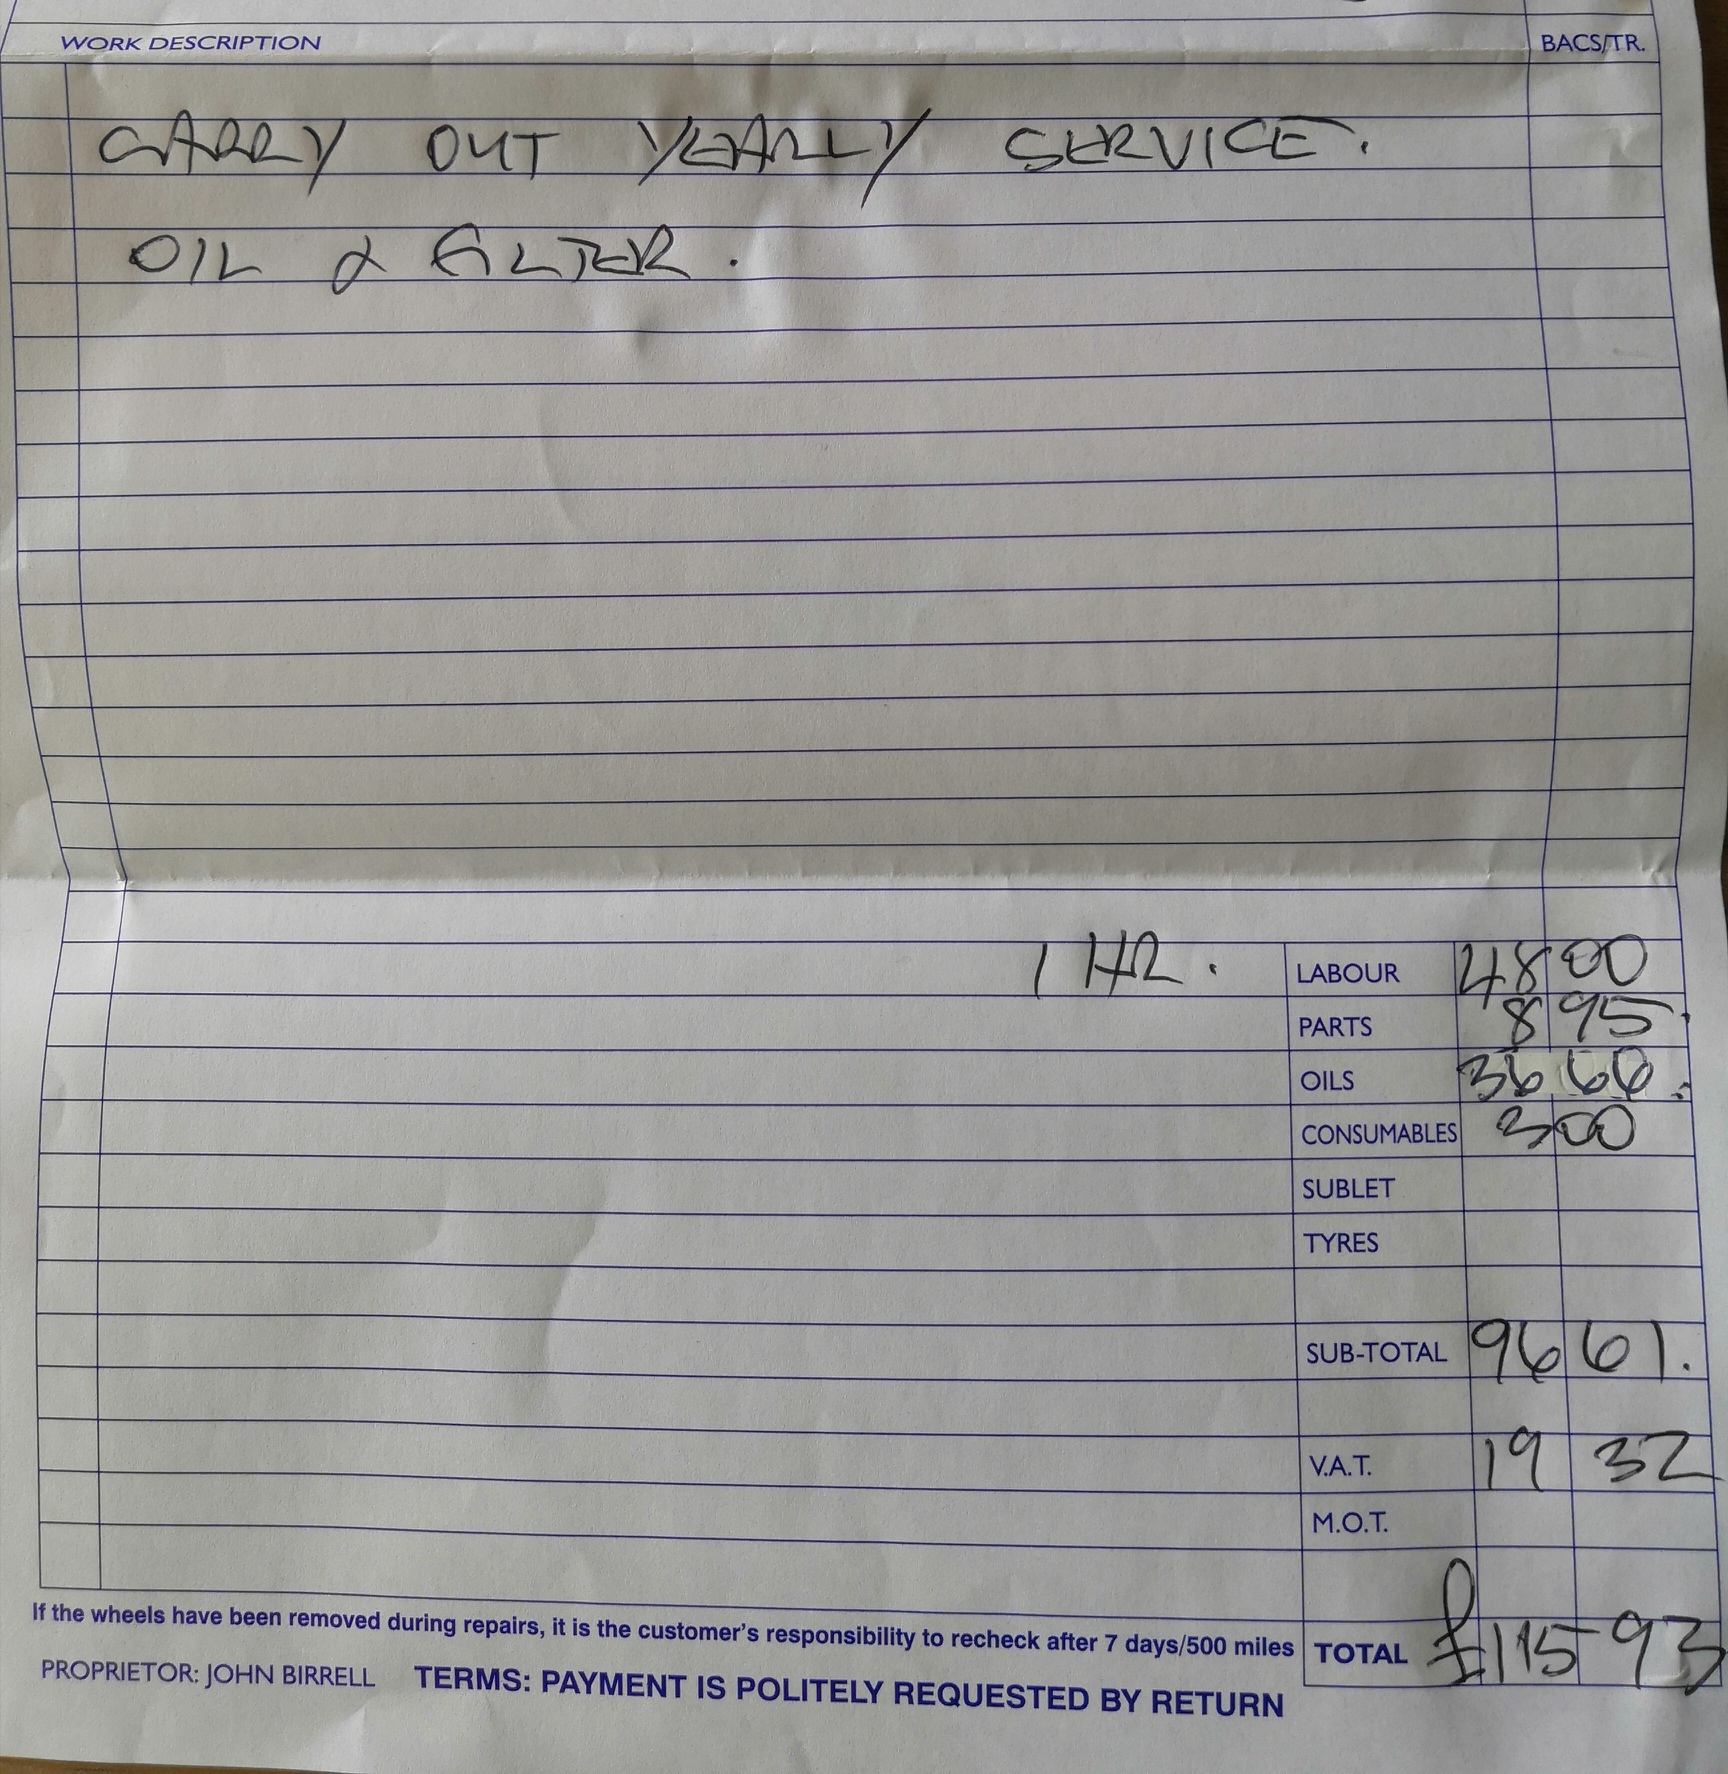 WORK DESCRIPTION BACS/TR.
CARRY OUT YEARLY SERVICE.
OIL & FILTER.
1 HR. LABOUR 48 00
PARTS 8 95
OILS 36 66
CONSUMABLES 3 00
SUBLET
TYRES
SUB-TOTAL 96 61.
V.A.T. 19 32
M.O.T.
If the wheels have been removed during repairs, it is the customer's responsibility to recheck after 7 days/500 miles
TOTAL £115 93
PROPRIETOR: JOHN BIRRELL TERMS: PAYMENT IS POLITELY REQUESTED BY RETURN